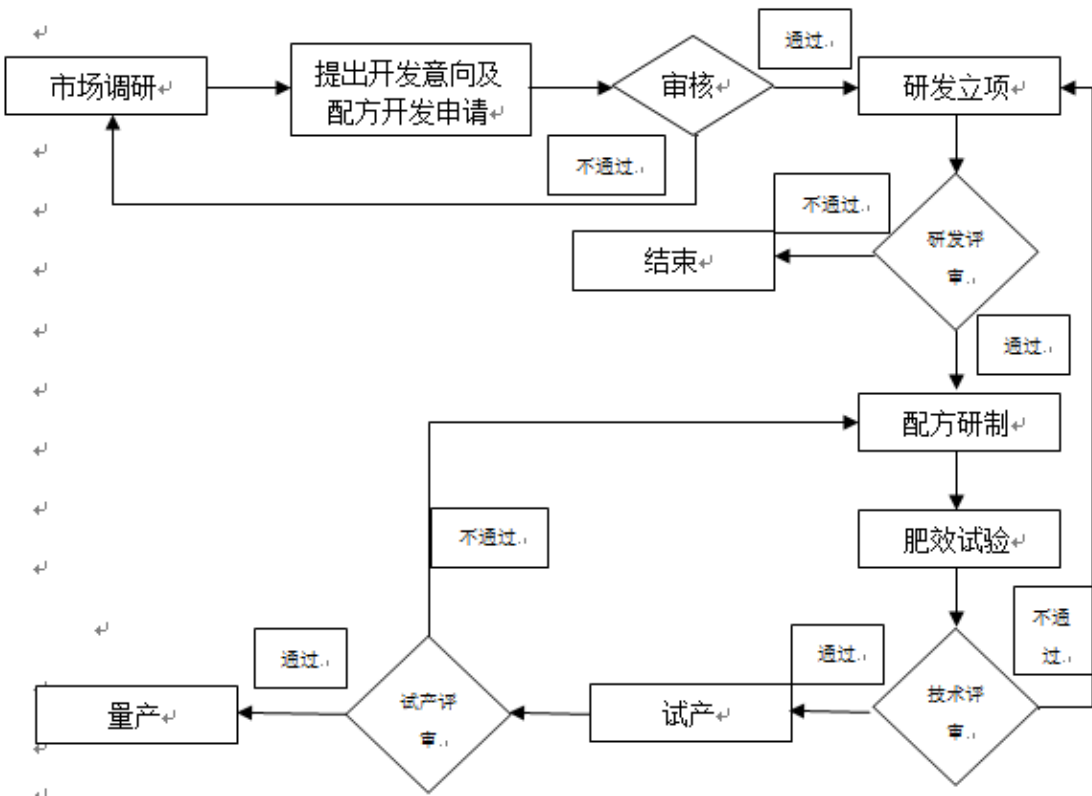 市场调研
提出开发意向及
配方开发申请
审核
通过
研发立项
不通过
不通过
研发评
审
结束
通过
配方研制
不通过
肥效试验
不通
过
通过
通过
技术评
审
试产评
审
试产
量产